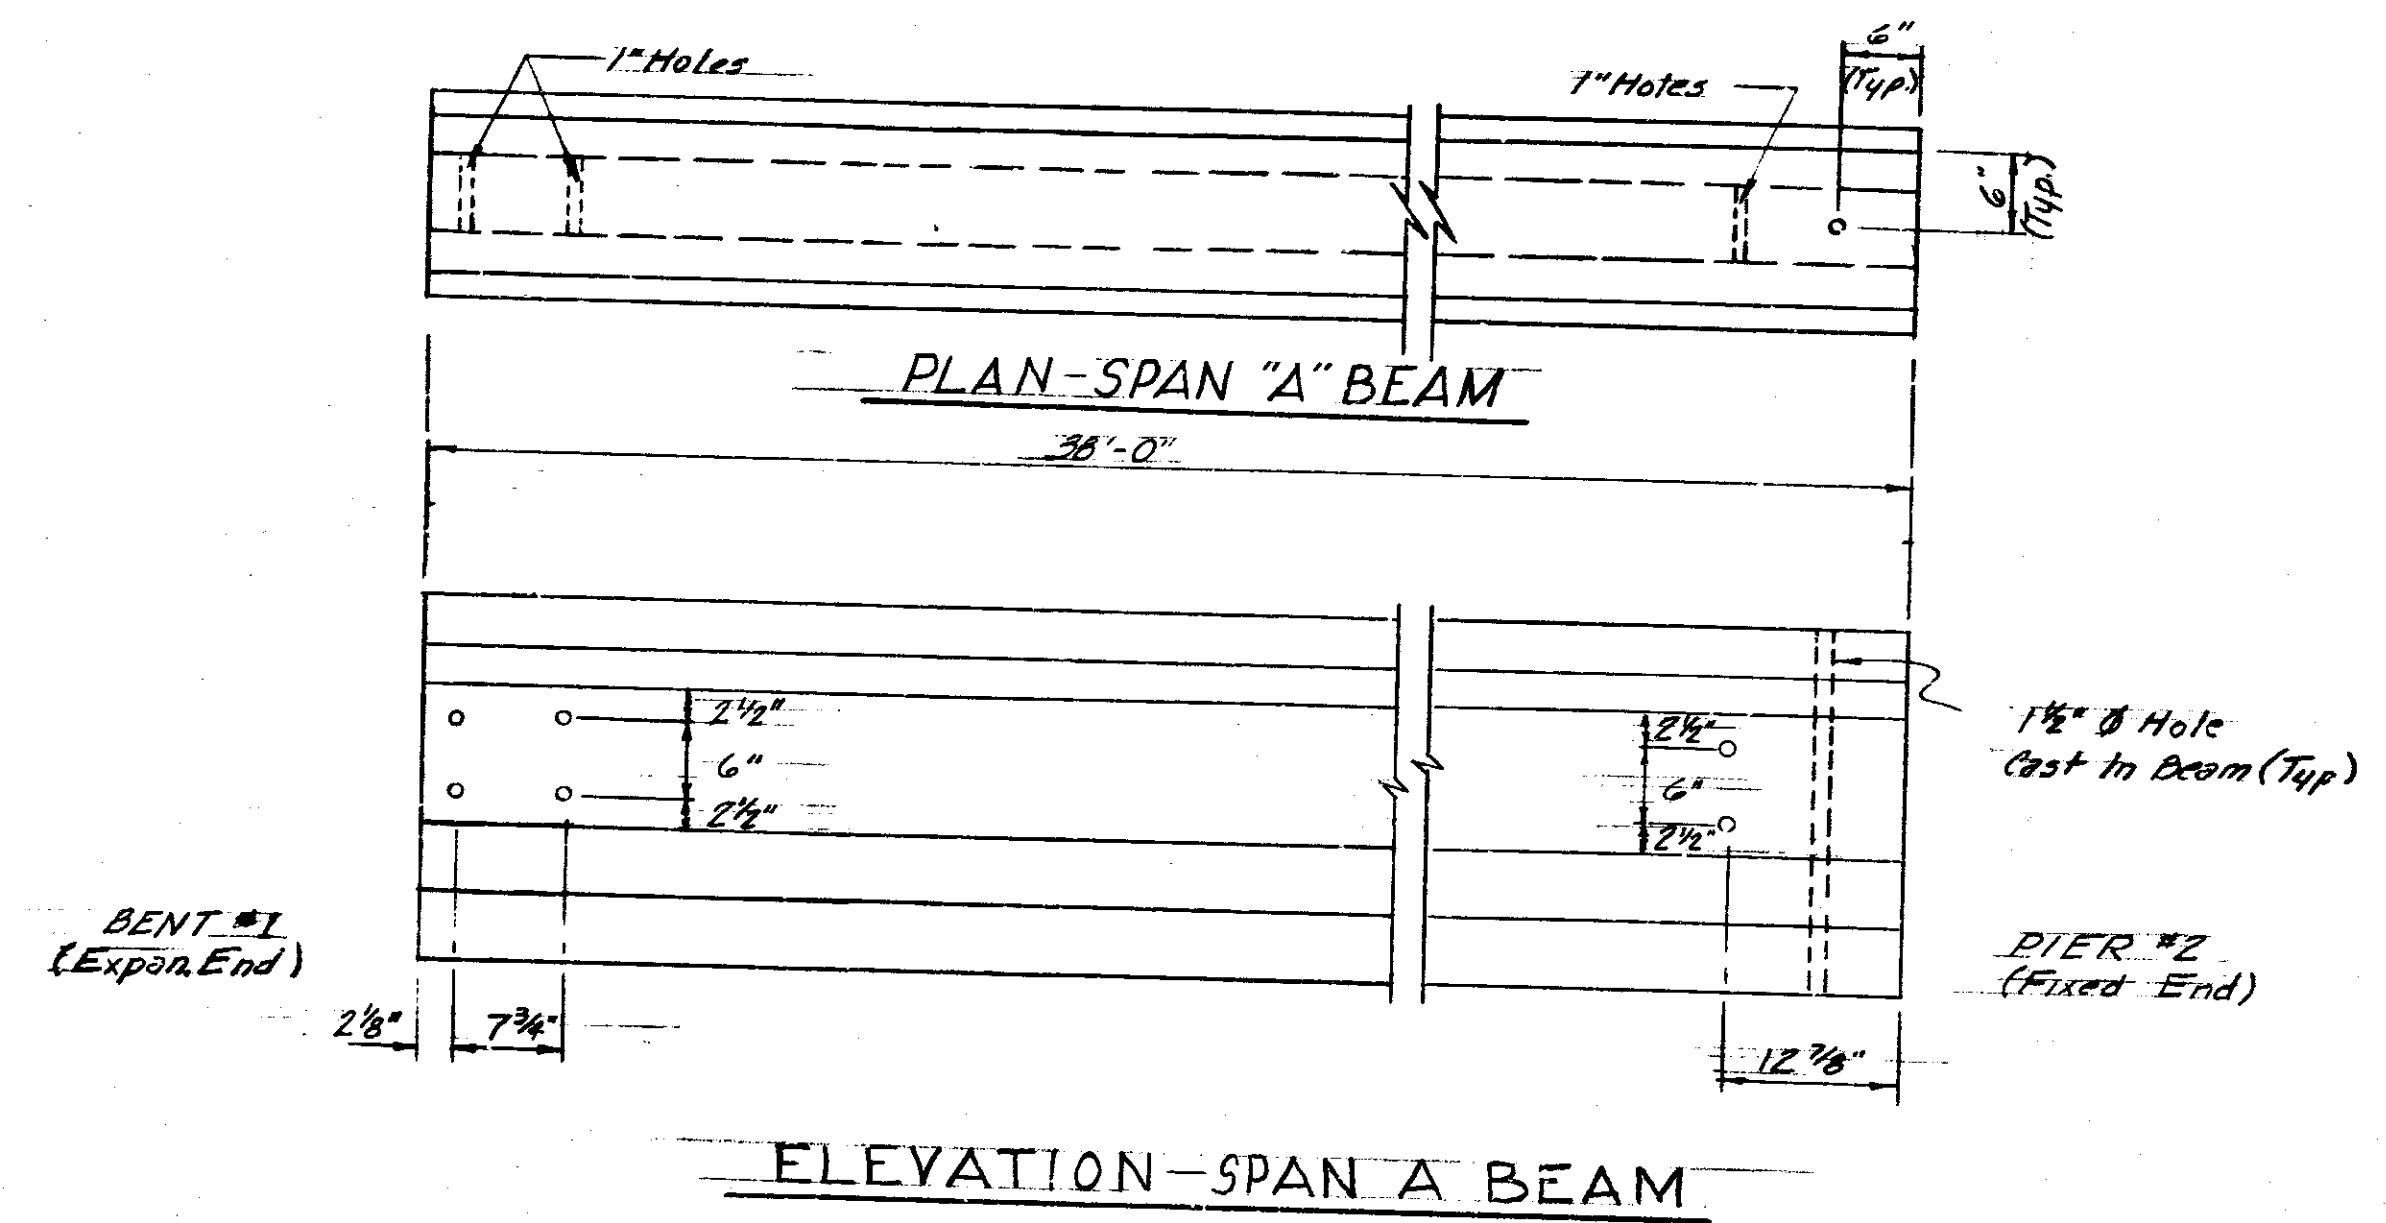 1" Holes
1" Holes
6"
(Typ.)
6"
(Typ.)
PLAN-SPAN "A" BEAM
38'-0"
2½"
6"
2½"
2½"
6"
2½"
1½" Ø Hole
Cast In Beam (Typ)
BENT #1
(Expan. End)
PIER #2
(Fixed End)
2⅛"
7¾"
12⅞"
ELEVATION-SPAN A BEAM